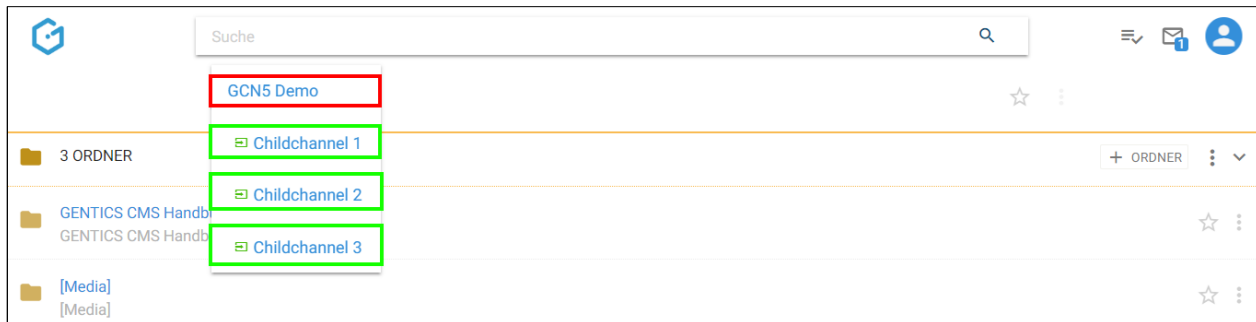 Suche
1
GCN5 Demo
Childchannel 1
3 ORDNER
+ ORDNER
Childchannel 2
GENTICS CMS Handb
GENTICS CMS Handb
Childchannel 3
[Media]
[Media]